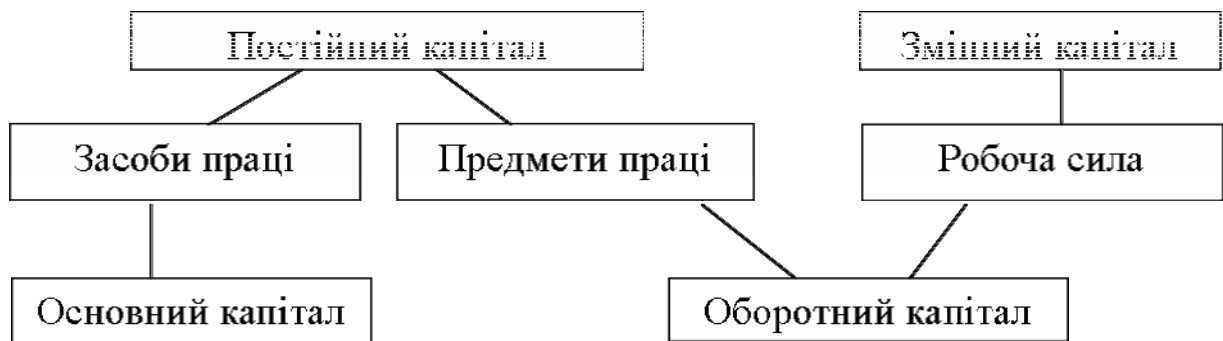 Постійний капітал
Змінний капітал
Засоби праці
Предмети праці
Робоча сила
Основний капітал
Оборотний капітал